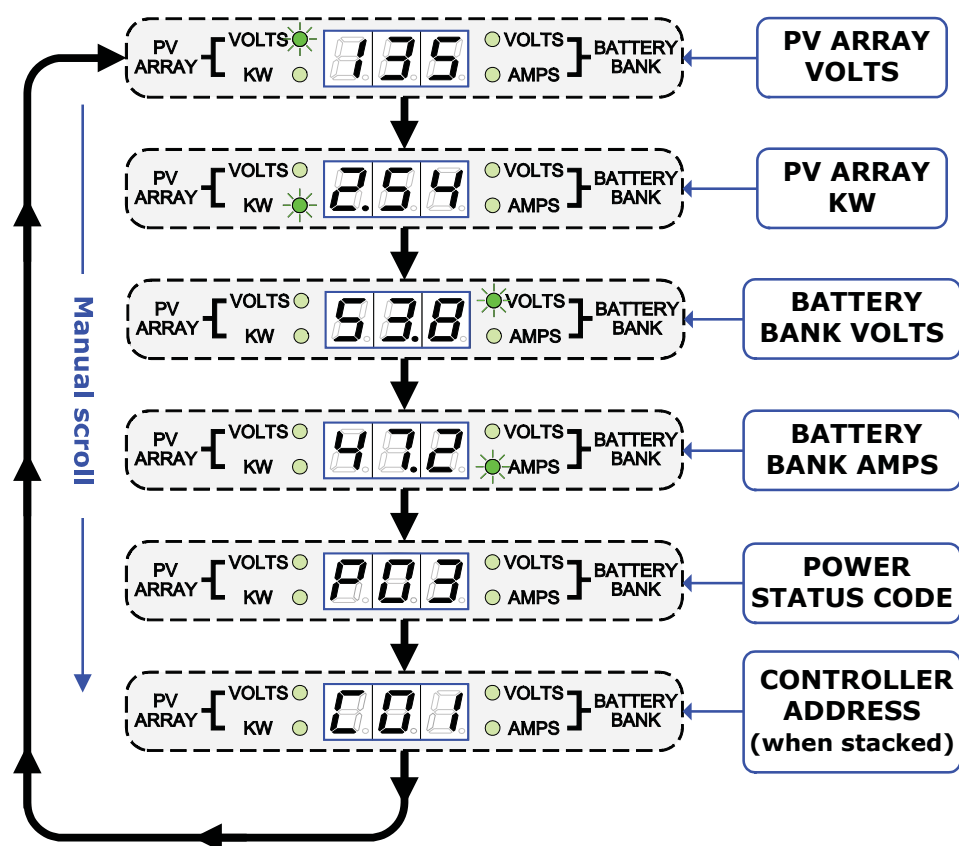 PV
ARRAY
VOLTS
KW
135
VOLTS
AMPS
BATTERY
BANK
PV ARRAY
VOLTS
PV
ARRAY
VOLTS
KW
2.54
VOLTS
AMPS
BATTERY
BANK
PV ARRAY
KW
PV
ARRAY
VOLTS
KW
53.8
VOLTS
AMPS
BATTERY
BANK
BATTERY
BANK VOLTS
PV
ARRAY
VOLTS
KW
47.2
VOLTS
AMPS
BATTERY
BANK
BATTERY
BANK AMPS
PV
ARRAY
VOLTS
KW
P03
VOLTS
AMPS
BATTERY
BANK
POWER
STATUS CODE
PV
ARRAY
VOLTS
KW
C01
VOLTS
AMPS
BATTERY
BANK
CONTROLLER
ADDRESS
(when stacked)
Manual scroll